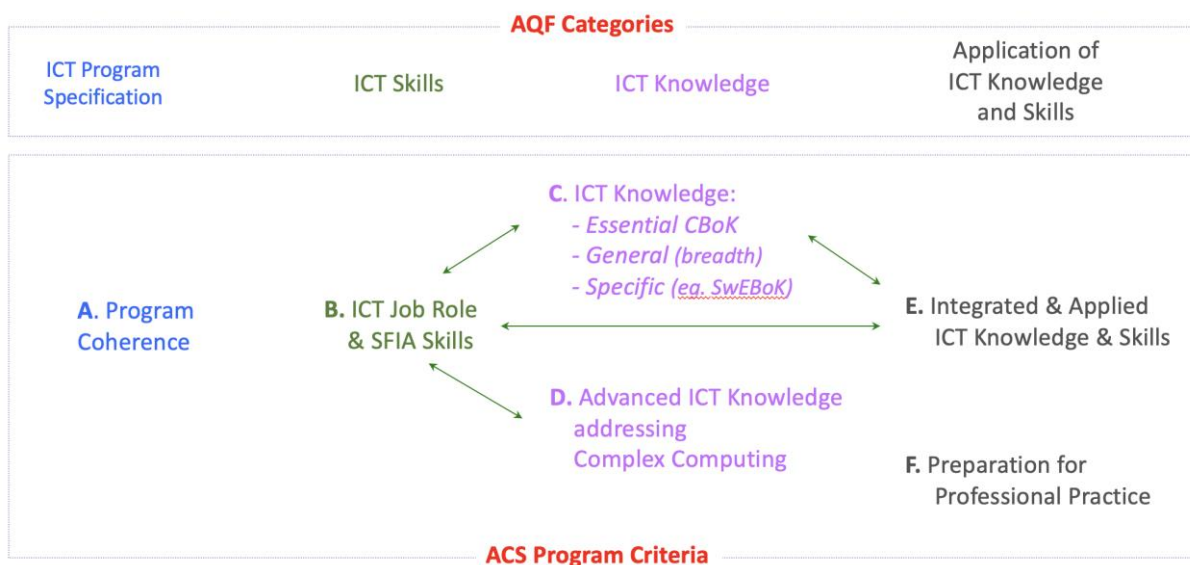 AQF Categories
ICT Program
Specification
ICT Skills
ICT Knowledge
Application of
ICT Knowledge
and Skills
A. Program
Coherence
B. ICT Job Role
& SFIA Skills
C. ICT Knowledge:
- Essential CBoK
- General (breadth)
- Specific (eg. SwEBoK)
D. Advanced ICT Knowledge
addressing
Complex Computing
E. Integrated & Applied
ICT Knowledge & Skills
F. Preparation for
Professional Practice
ACS Program Criteria